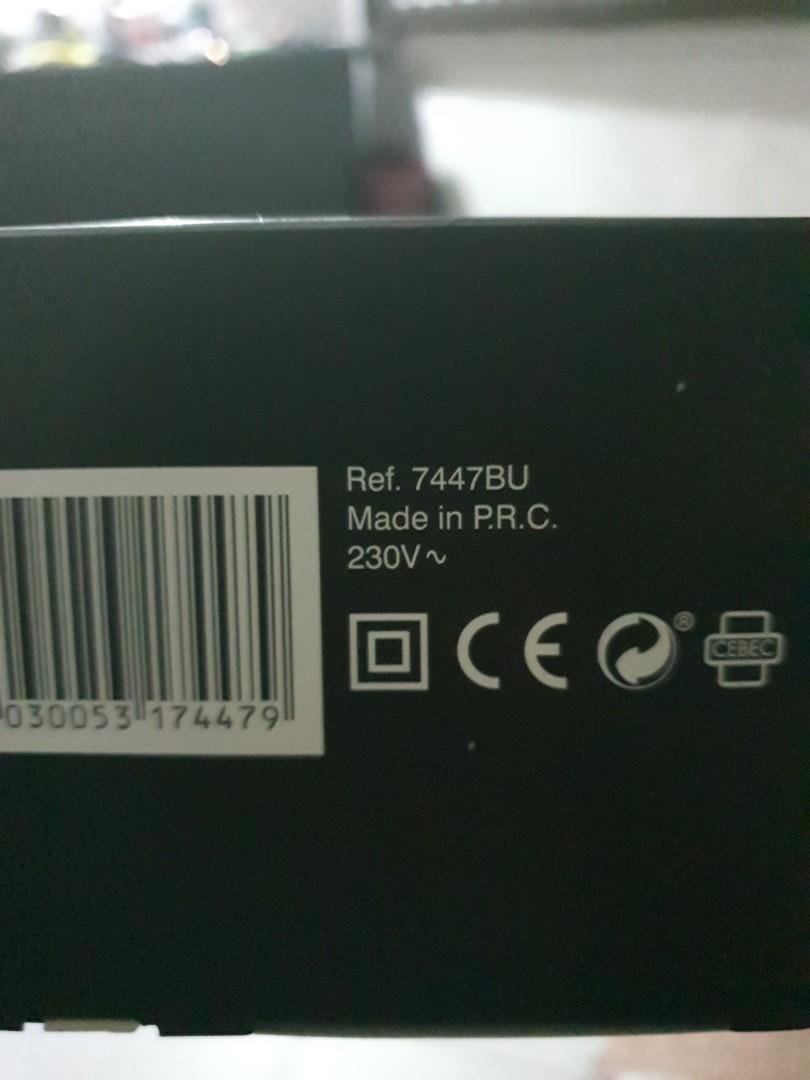 Ref. 7447BU
Made in P.R.C.
230V~
CE ® CEBEC
030053 174479